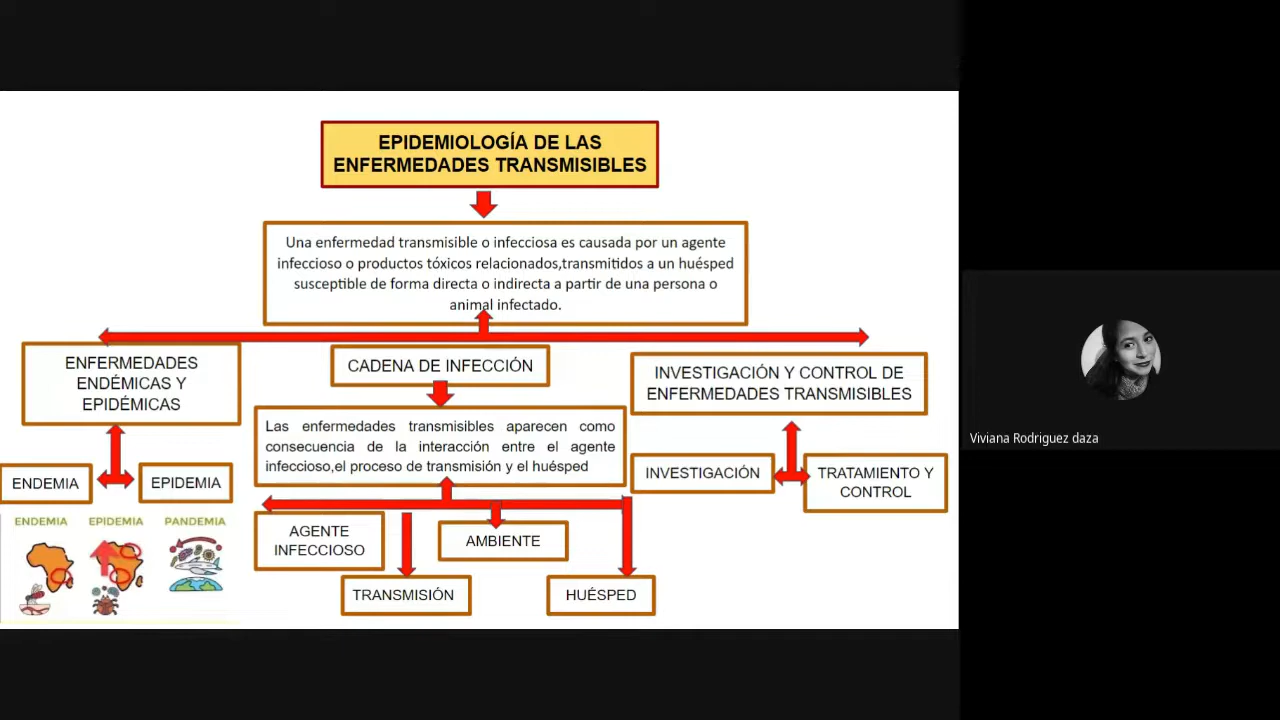 EPIDEMIOLOGÍA DE LAS
ENFERMEDADES TRANSMISIBLES
Una enfermedad transmisible o infecciosa es causada por un agente
infeccioso o productos tóxicos relacionados,transmitidos a un huésped
susceptible de forma directa o indirecta a partir de una persona o
animal infectado.
ENFERMEDADES
ENDÉMICAS Y
EPIDÉMICAS
ENDEMIA
EPIDEMIA
ENDEMIA
EPIDEMIA
PANDEMIA
CADENA DE INFECCIÓN
Las enfermedades transmisibles aparecen como
consecuencia de la interacción entre el agente
infeccioso,el proceso de transmisión y el huésped
AGENTE
INFECCIOSO
TRANSMISIÓN
AMBIENTE
HUÉSPED
INVESTIGACIÓN Y CONTROL DE
ENFERMEDADES TRANSMISIBLES
INVESTIGACIÓN
TRATAMIENTO Y
CONTROL
Viviana Rodriguez daza